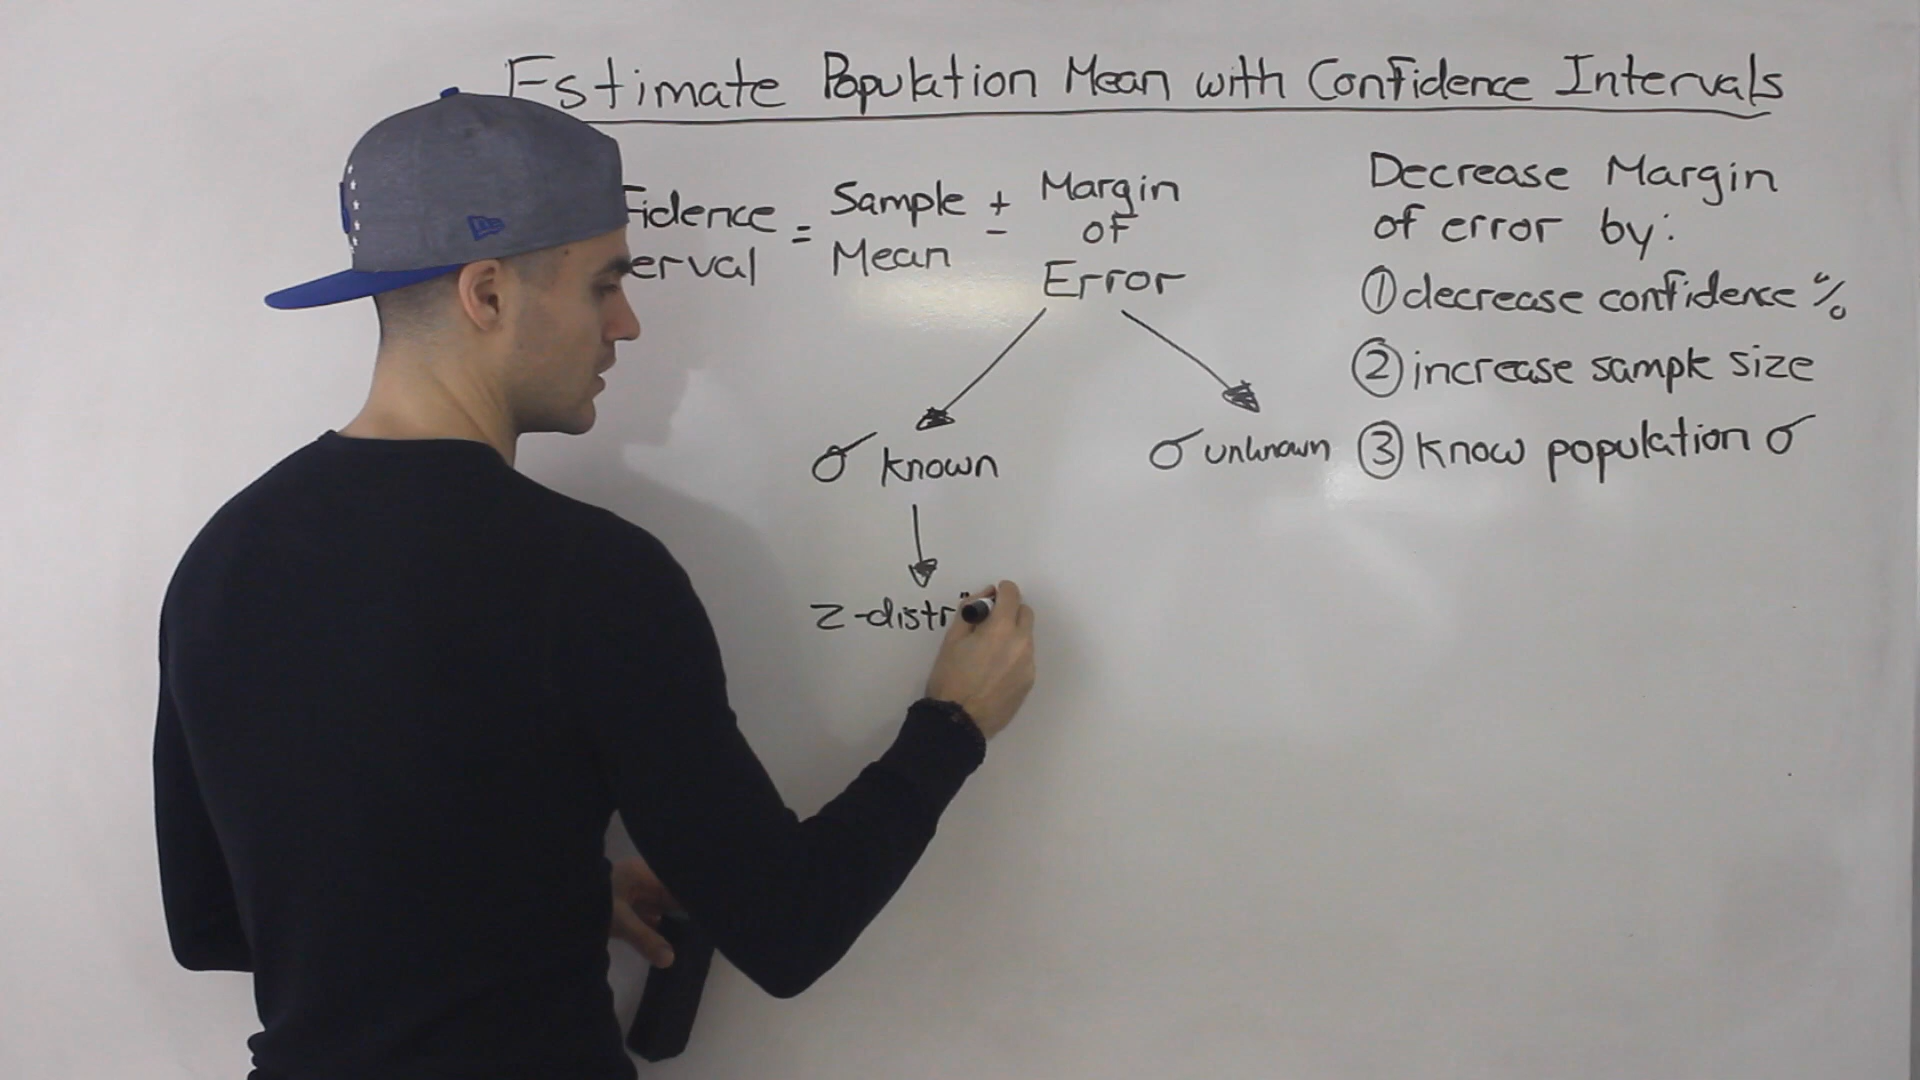 Estimate Population Mean with Confidence Intervals
fidence = Sample ± Margin
erval Mean of
Error
σ known
σ unknown
z-distr
Decrease Margin
of error by:
① decrease confidence %
② increase sample size
③ know population σ